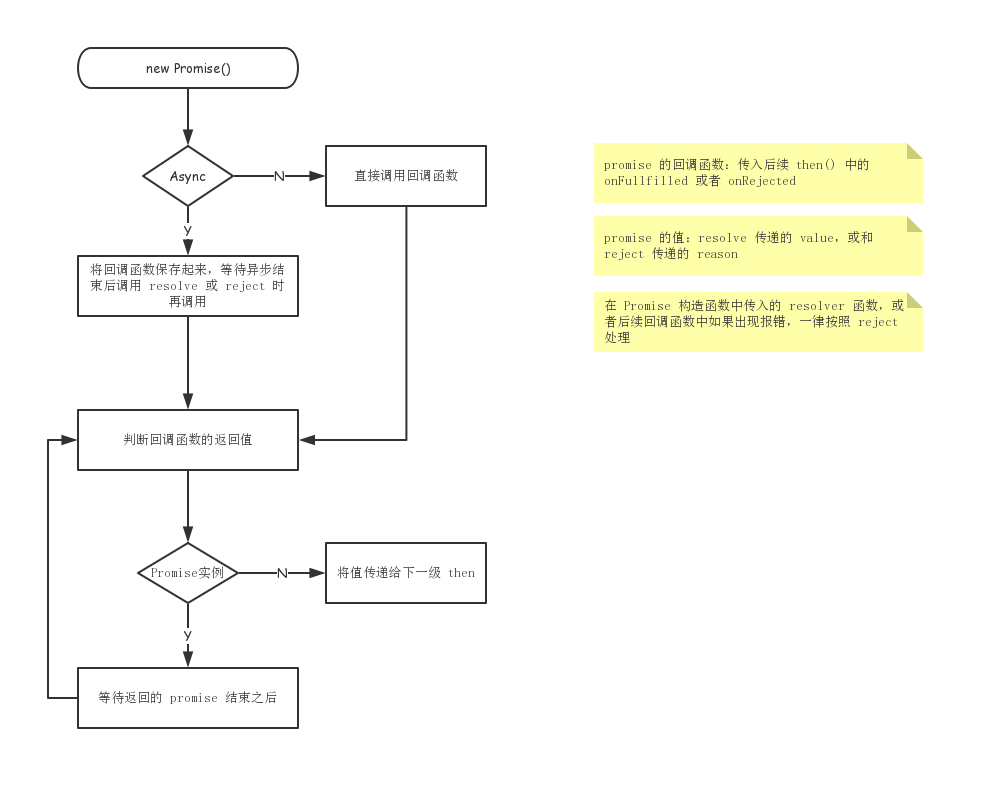 new Promise()
Async
N
直接调用回调函数
Y
将回调函数保存起来，等待异步结
束后调用 resolve 或 reject 时
再调用
判断回调函数的返回值
Promise实例
N
将值传递给下一级 then
Y
等待返回的 promise 结束之后
promise 的回调函数：传入后续 then() 中的
onFullfilled 或者 onRejected
promise 的值：resolve 传递的 value，或和
reject 传递的 reason
在 Promise 构造函数中传入的 resolver 函数，或
者后续回调函数中如果出现报错，一律按照 reject
处理